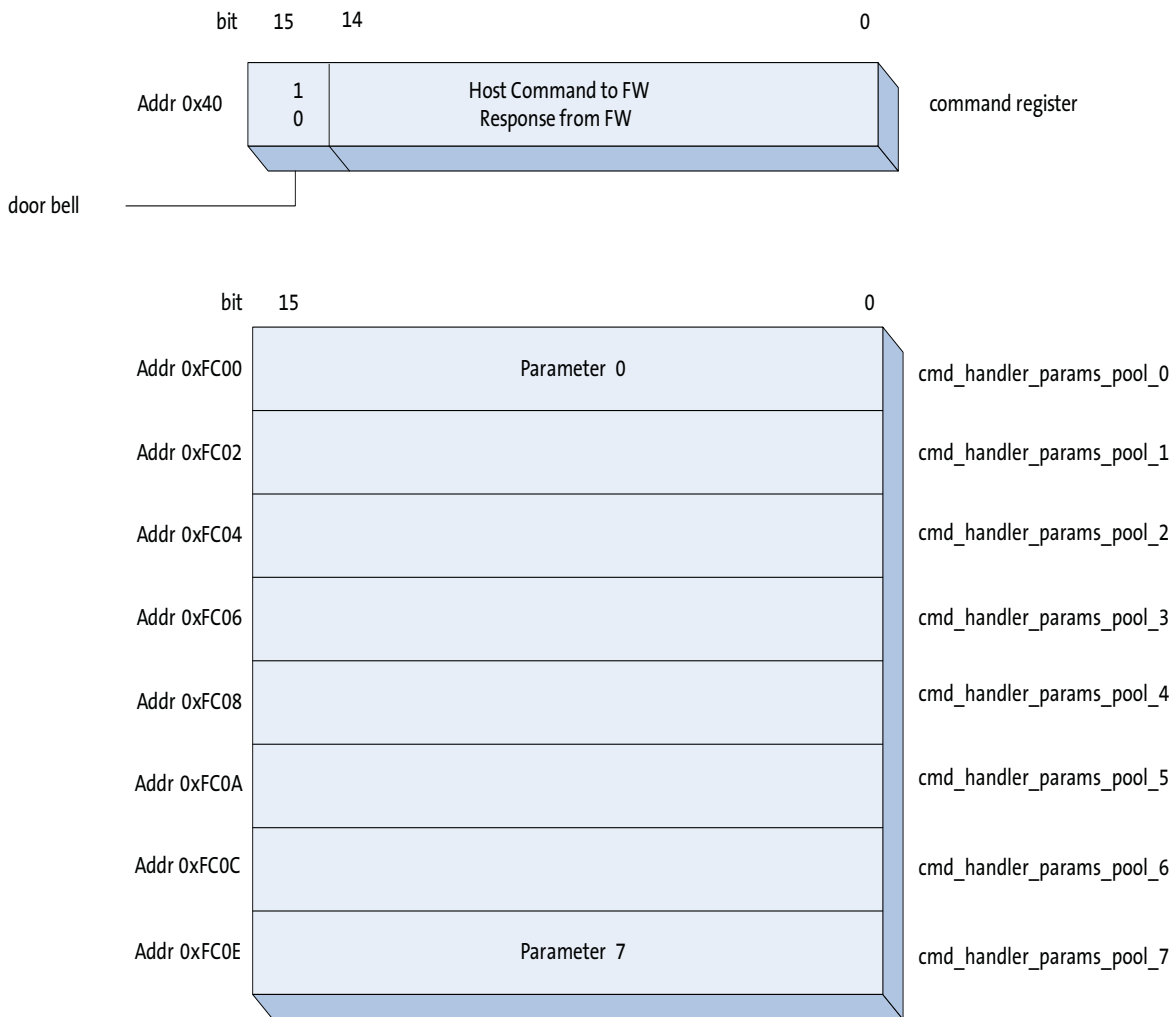 bit 15 14 0
Addr 0x40 1 Host Command to FW command register
0 Response from FW
door bell
bit 15 0
Addr 0xFC00 Parameter 0 cmd_handler_params_pool_0
Addr 0xFC02 cmd_handler_params_pool_1
Addr 0xFC04 cmd_handler_params_pool_2
Addr 0xFC06 cmd_handler_params_pool_3
Addr 0xFC08 cmd_handler_params_pool_4
Addr 0xFC0A cmd_handler_params_pool_5
Addr 0xFC0C cmd_handler_params_pool_6
Addr 0xFC0E Parameter 7 cmd_handler_params_pool_7